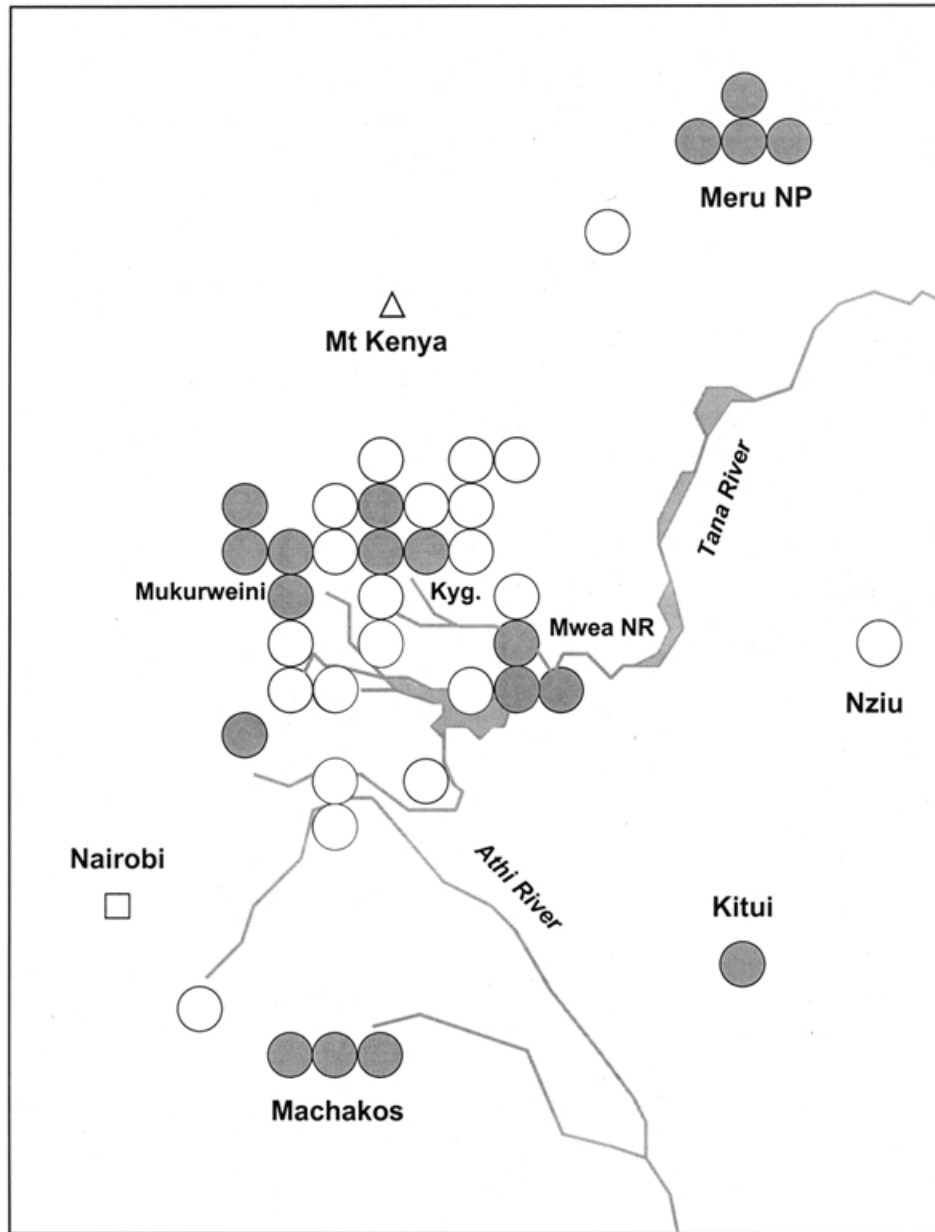 Meru NP
Mt Kenya
Tana River
Mukurweini
Kyg.
Mwea NR
Nziu
Nairobi
Athi River
Kitui
Machakos